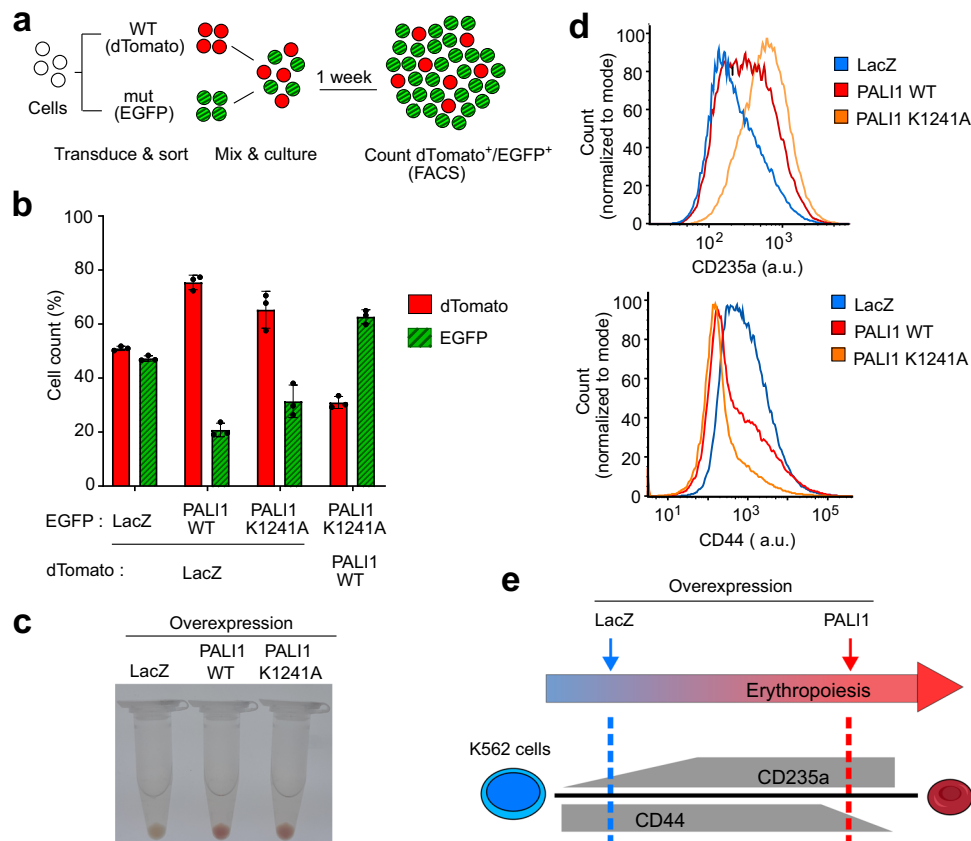 a
WT
(dTomato)
Cells
mut
(EGFP)
1 week
Transduce & sort
Mix & culture
Count dTomato⁺/EGFP⁺
(FACS)
b
Cell count (%)
100
80
60
40
20
0
dTomato
EGFP
EGFP :
LacZ
PALI1
WT
PALI1
K1241A
PALI1
K1241A
dTomato :
LacZ
PALI1
WT
c
Overexpression
LacZ
PALI1
WT
PALI1
K1241A
d
Count
(normalized to mode)
100
80
60
40
20
0
10²
10³
CD235a (a.u.)
LacZ
PALI1 WT
PALI1 K1241A
Count
(normalized to mode)
100
80
60
40
20
0
10¹
10³
10⁵
CD44 ( a.u.)
LacZ
PALI1 WT
PALI1 K1241A
e
Overexpression
LacZ
PALI1
Erythropoiesis
K562 cells
CD235a
CD44